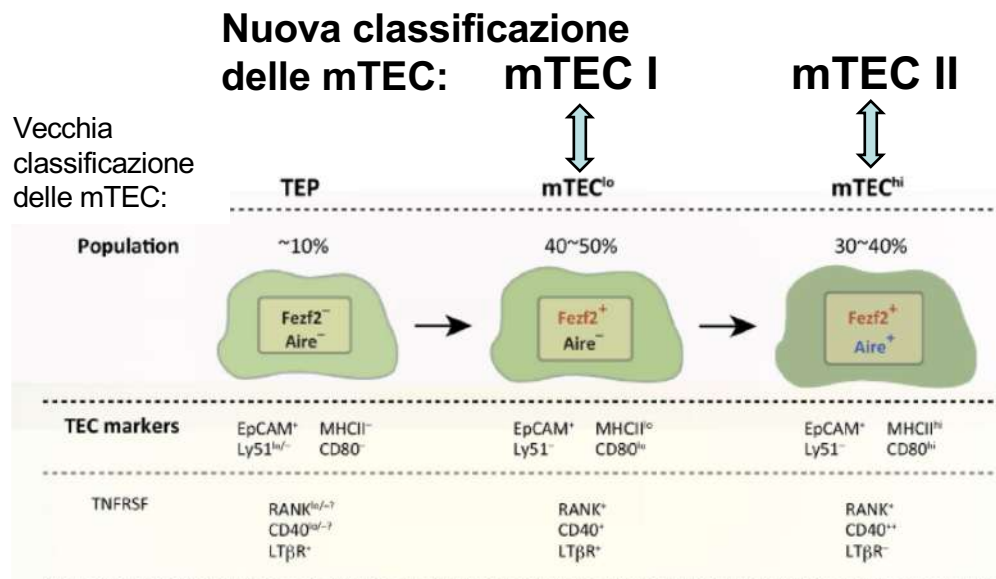 Nuova classificazione
delle mTEC: mTEC I mTEC II
Vecchia
classificazione
delle mTEC:
TEP mTECˡᵒ mTECʰⁱ
Population ~10% 40~50% 30~40%
Fezf2⁻ Fezf2⁺ Fezf2⁺
Aire⁻ Aire⁻ Aire⁺
TEC markers EpCAM⁺ MHCII⁻ EpCAM⁺ MHCIIˡᵒ EpCAM⁺ MHCIIʰⁱ
Ly51ˡᵒ/⁻ CD80⁻ Ly51⁻ CD80ˡᵒ Ly51⁻ CD80ʰⁱ
TNFRSF RANKˡᵒ/⁻? RANK⁺ RANK⁺
CD40ˡᵒ/⁻? CD40⁺ CD40⁺⁺
LTβR⁺ LTβR⁺ LTβR⁻